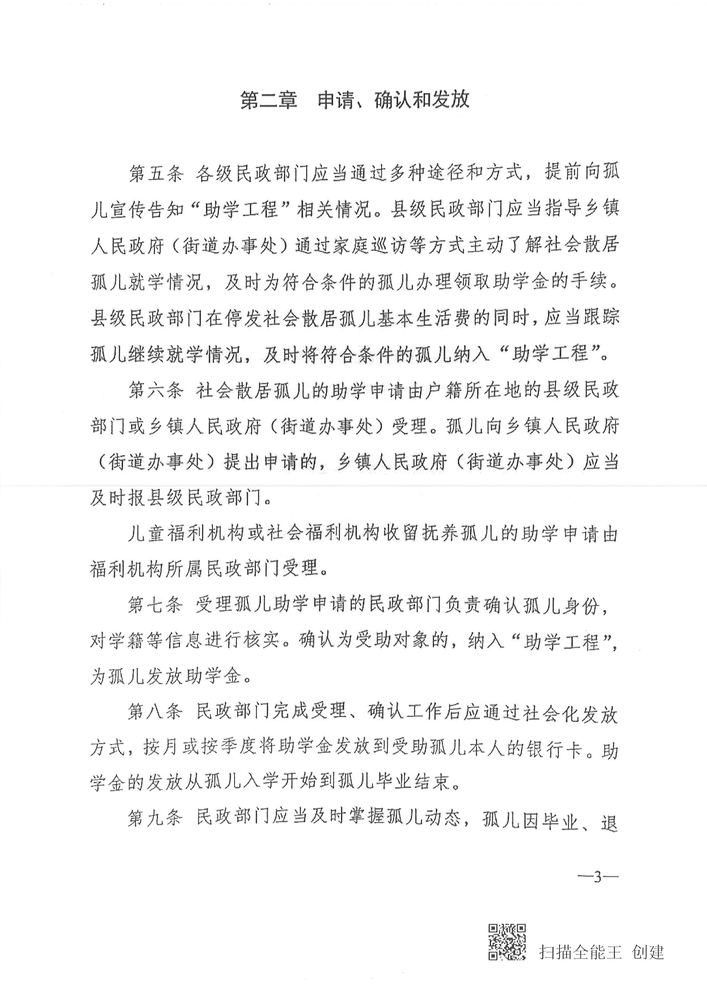 第二章 申请、确认和发放
第五条 各级民政部门应当通过多种途径和方式，提前向孤
儿宣传告知“助学工程”相关情况。县级民政部门应当指导乡镇
人民政府（街道办事处）通过家庭巡访等方式主动了解社会散居
孤儿就学情况，及时为符合条件的孤儿办理领取助学金的手续。
县级民政部门在停发社会散居孤儿基本生活费的同时，应当跟踪
孤儿继续就学情况，及时将符合条件的孤儿纳入“助学工程”。
第六条 社会散居孤儿的助学申请由户籍所在地的县级民政
部门或乡镇人民政府（街道办事处）受理。孤儿向乡镇人民政府
（街道办事处）提出申请的，乡镇人民政府（街道办事处）应当
及时报县级民政部门。
儿童福利机构或社会福利机构收留抚养孤儿的助学申请由
福利机构所属民政部门受理。
第七条 受理孤儿助学申请的民政部门负责确认孤儿身份，
对学籍等信息进行核实。确认为受助对象的，纳入“助学工程”，
为孤儿发放助学金。
第八条 民政部门完成受理、确认工作后应通过社会化发放
方式，按月或按季度将助学金发放到受助孤儿本人的银行卡。助
学金的发放从孤儿入学开始到孤儿毕业结束。
第九条 民政部门应当及时掌握孤儿动态，孤儿因毕业、退
—3—
扫描全能王 创建